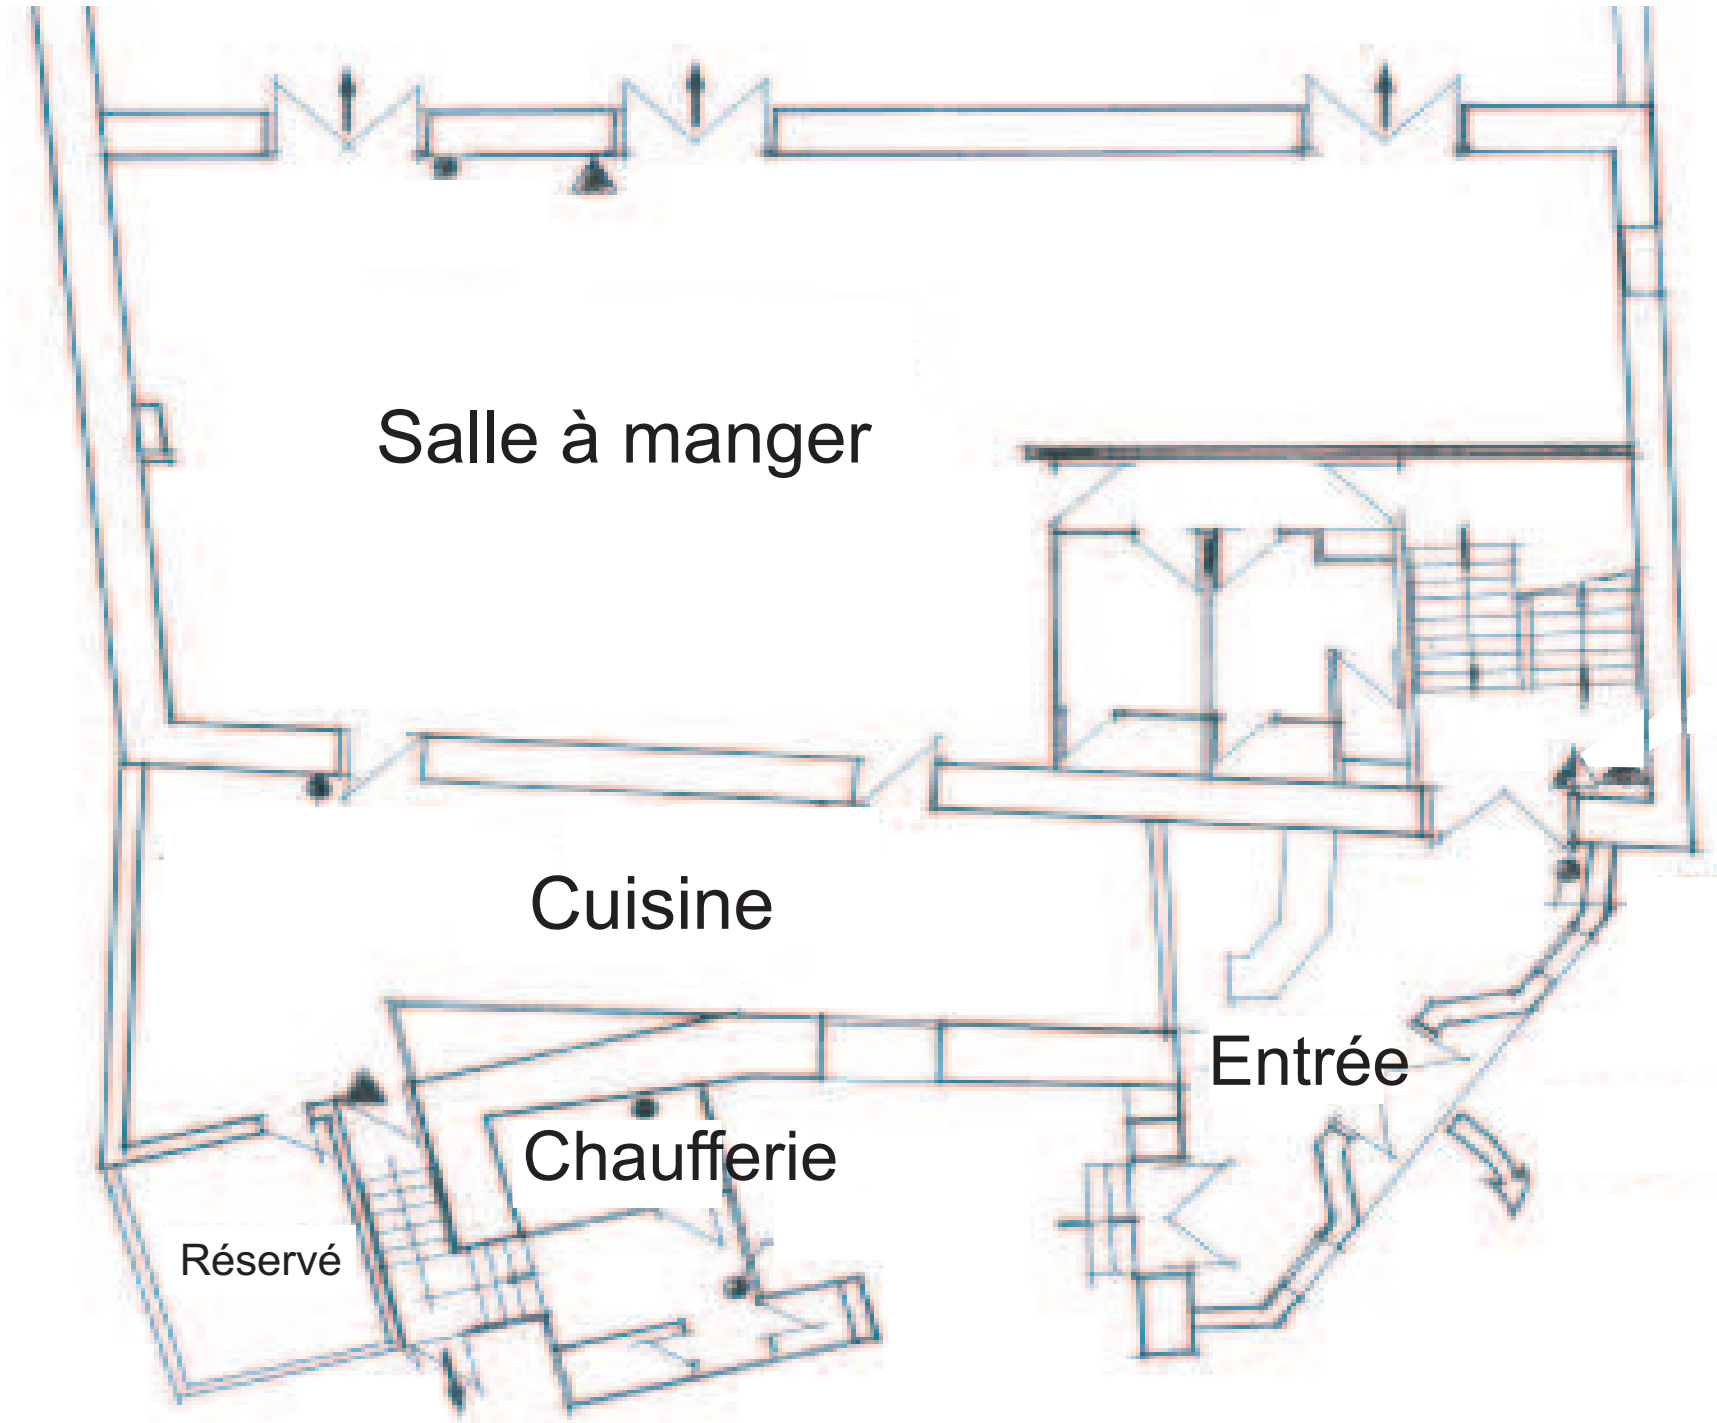 Salle à manger
Cuisine
Entrée
Chaufferie
Réservé